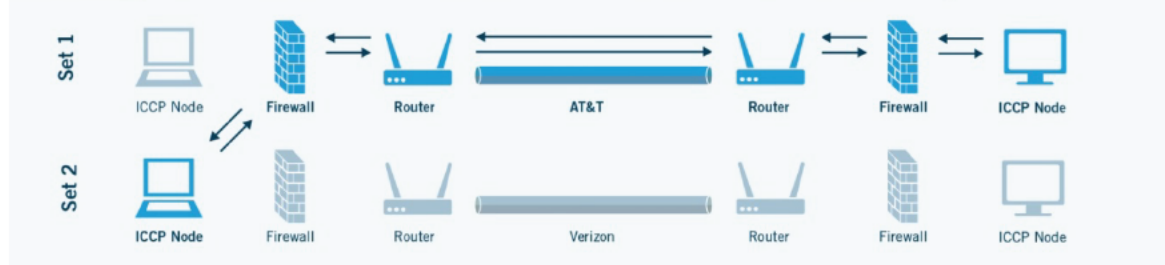 Set 1
ICCP Node Firewall Router AT&T Router Firewall ICCP Node
Set 2
ICCP Node Firewall Router Verizon Router Firewall ICCP Node